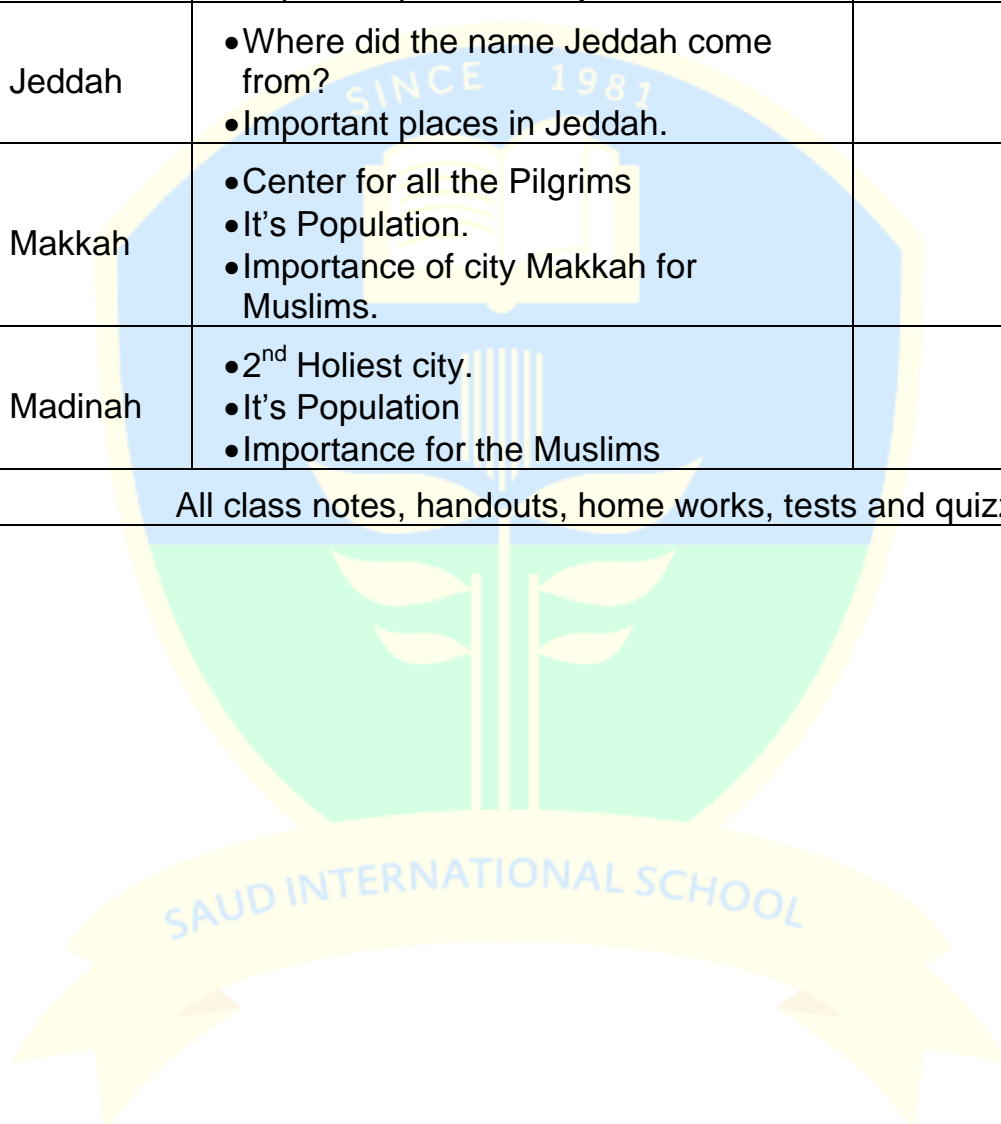 Jeddah
•Where did the name Jeddah come
from?
•Important places in Jeddah.
Makkah
•Center for all the Pilgrims
•It's Population.
•Importance of city Makkah for
Muslims.
Madinah
•2nd Holiest city.
•It's Population
•Importance for the Muslims
All class notes, handouts, home works, tests and
SINCE 1981
SAUD INTERNATIONAL SCHOOL